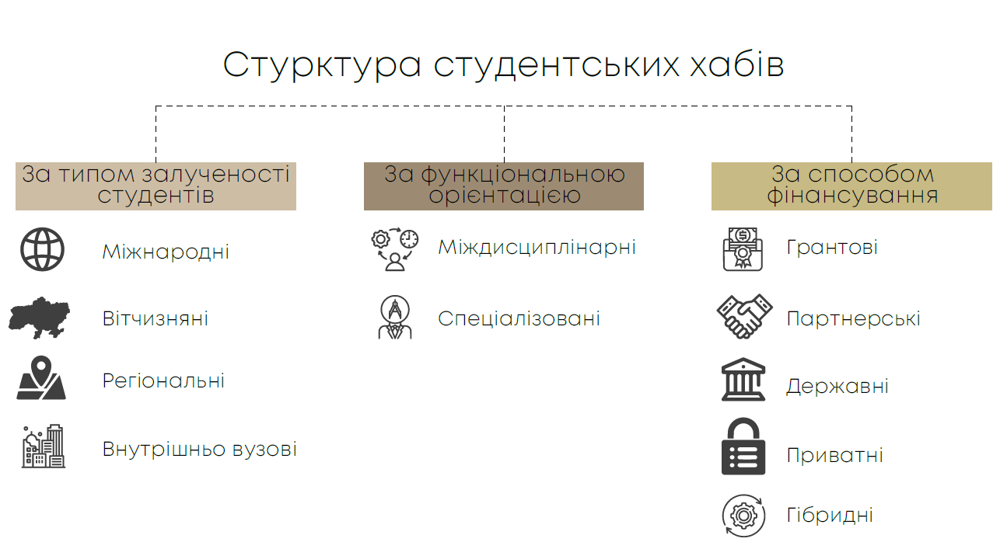 Стурктура студентських хабів
За типом залученості
студентів
Міжнародні
Вітчизняні
Регіональні
Внутрішньо вузові
За функціональною
орієнтацією
Міждисциплінарні
Спеціалізовані
За способом
фінансування
Грантові
Партнерські
Державні
Приватні
Гібридні